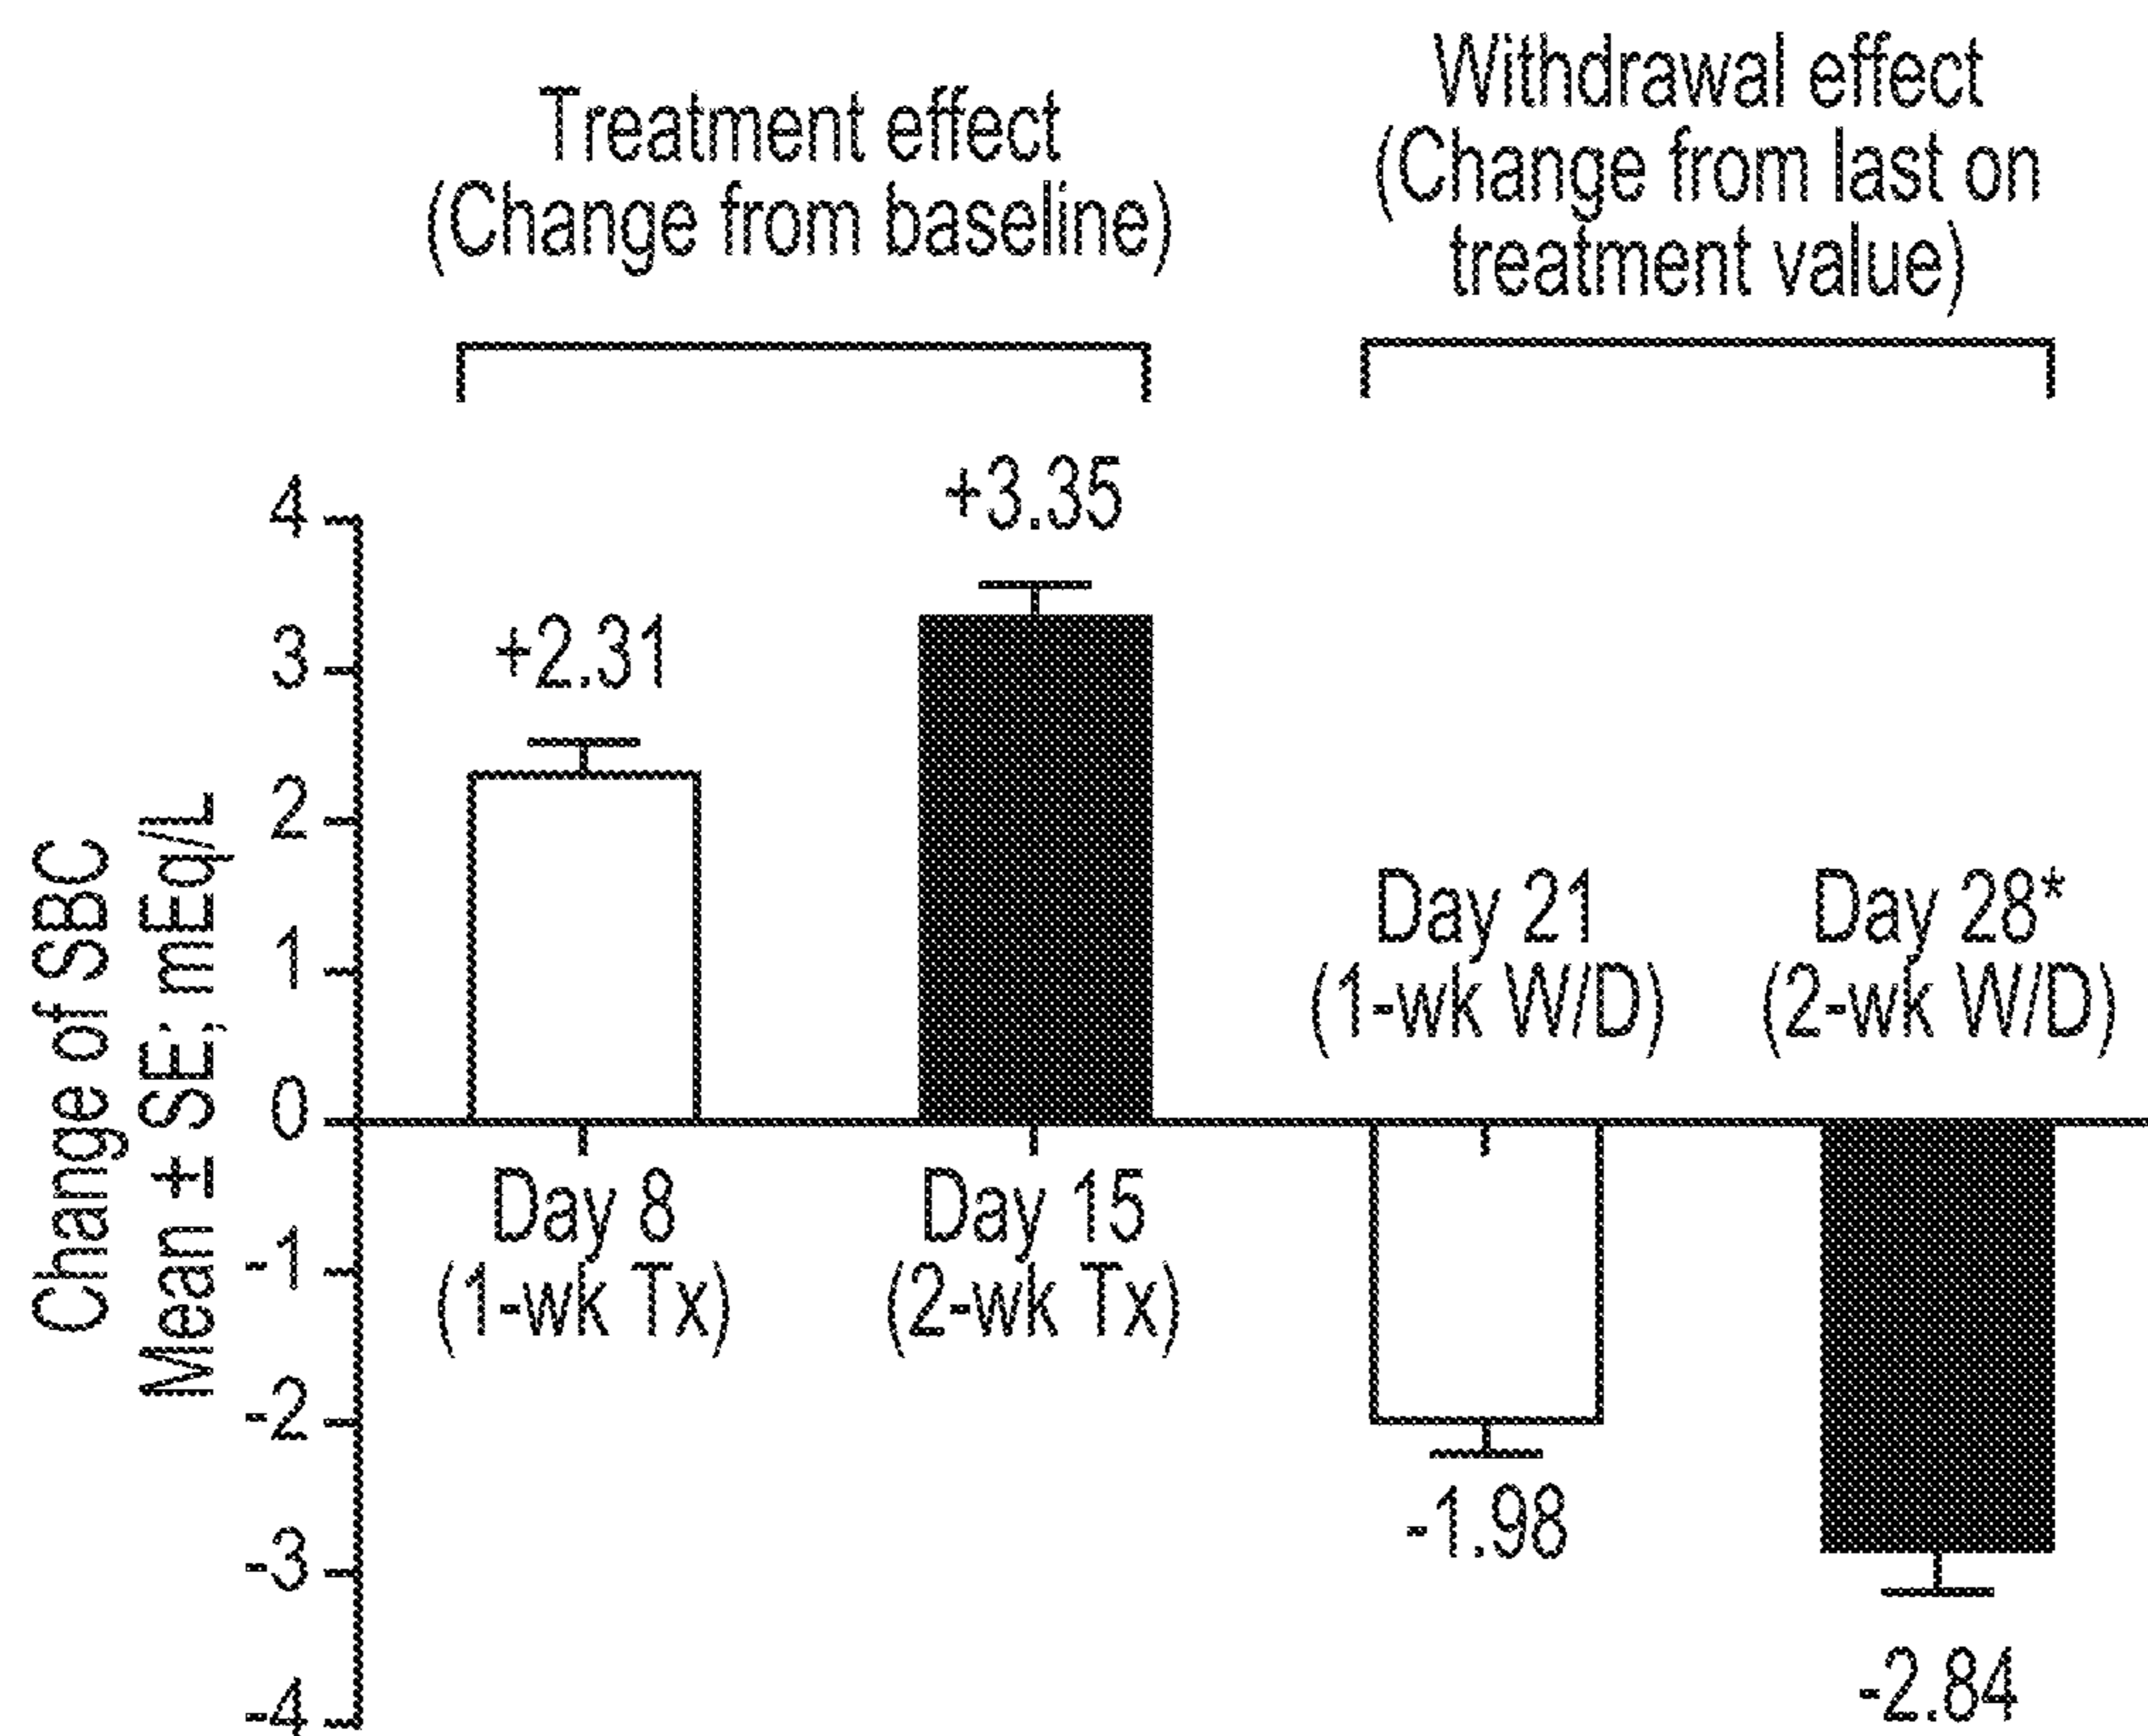 Treatment effect
(Change from baseline)
Withdrawal effect
(Change from last on
treatment value)
Change of SBC
Mean ± SE; mEq/L
4
3
2
1
0
-1
-2
-3
-4
+2.31
+3.35
Day 8
(1-wk Tx)
Day 15
(2-wk Tx)
Day 21
(1-wk W/D)
Day 28*
(2-wk W/D)
-1.98
-2.84